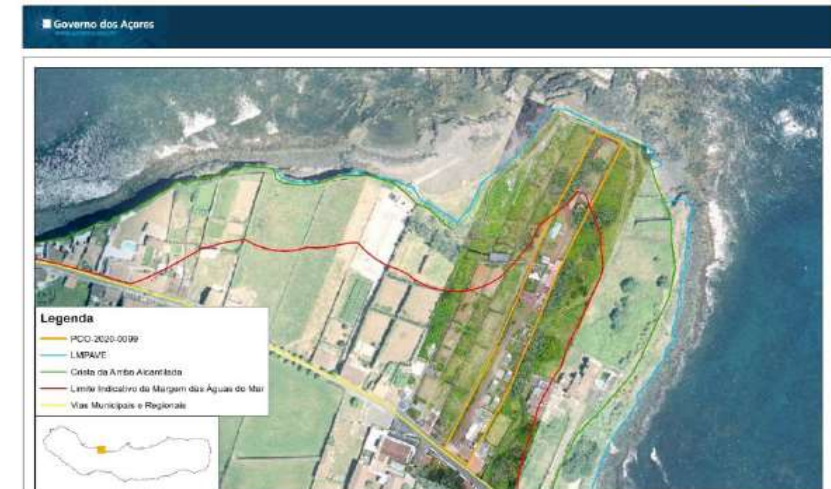 Governo dos Açores
Legenda
PCO-2020-0099
LMPAVE
Crista da Arriba Alcantilada
Limite Indicativo da Margem das Águas do Mar
Vias Municipais e Regionais